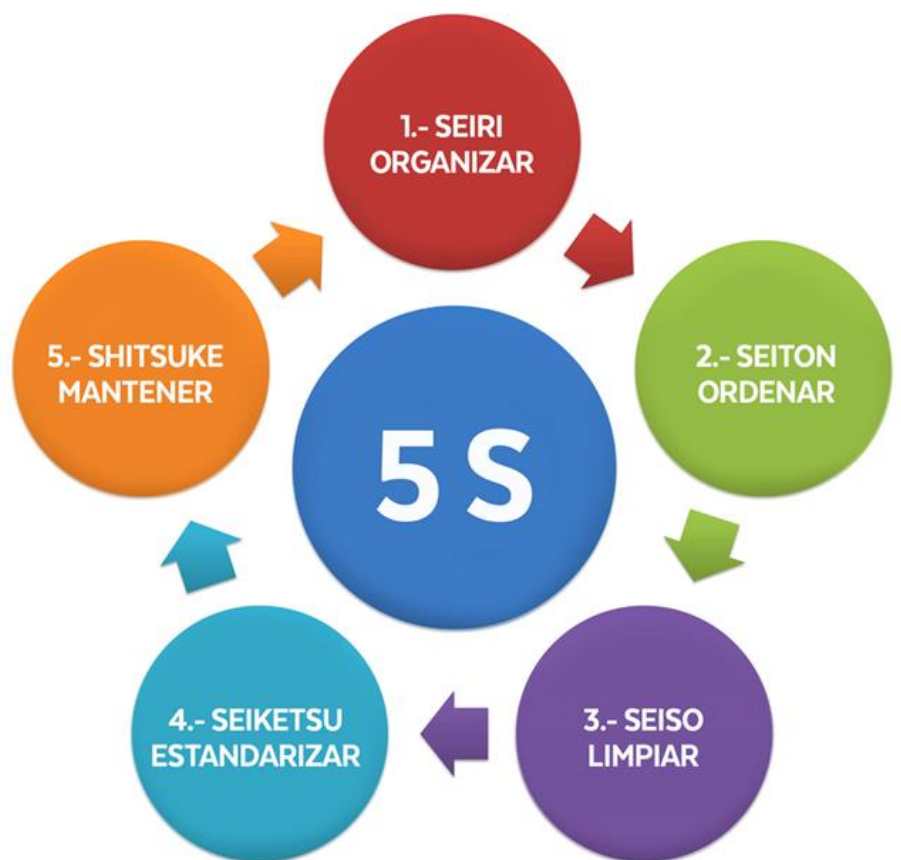 1.- SEIRI
ORGANIZAR
2.- SEITON
ORDENAR
3.- SEISO
LIMPIAR
4.- SEIKETSU
ESTANDARIZAR
5.- SHITSUKE
MANTENER
5 S